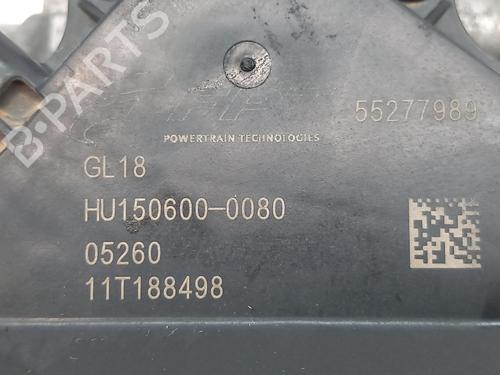 B-PARTS
55277989
POWERTRAIN TECHNOLOGIES
GL18
HU150600-0080
05260
11T188498